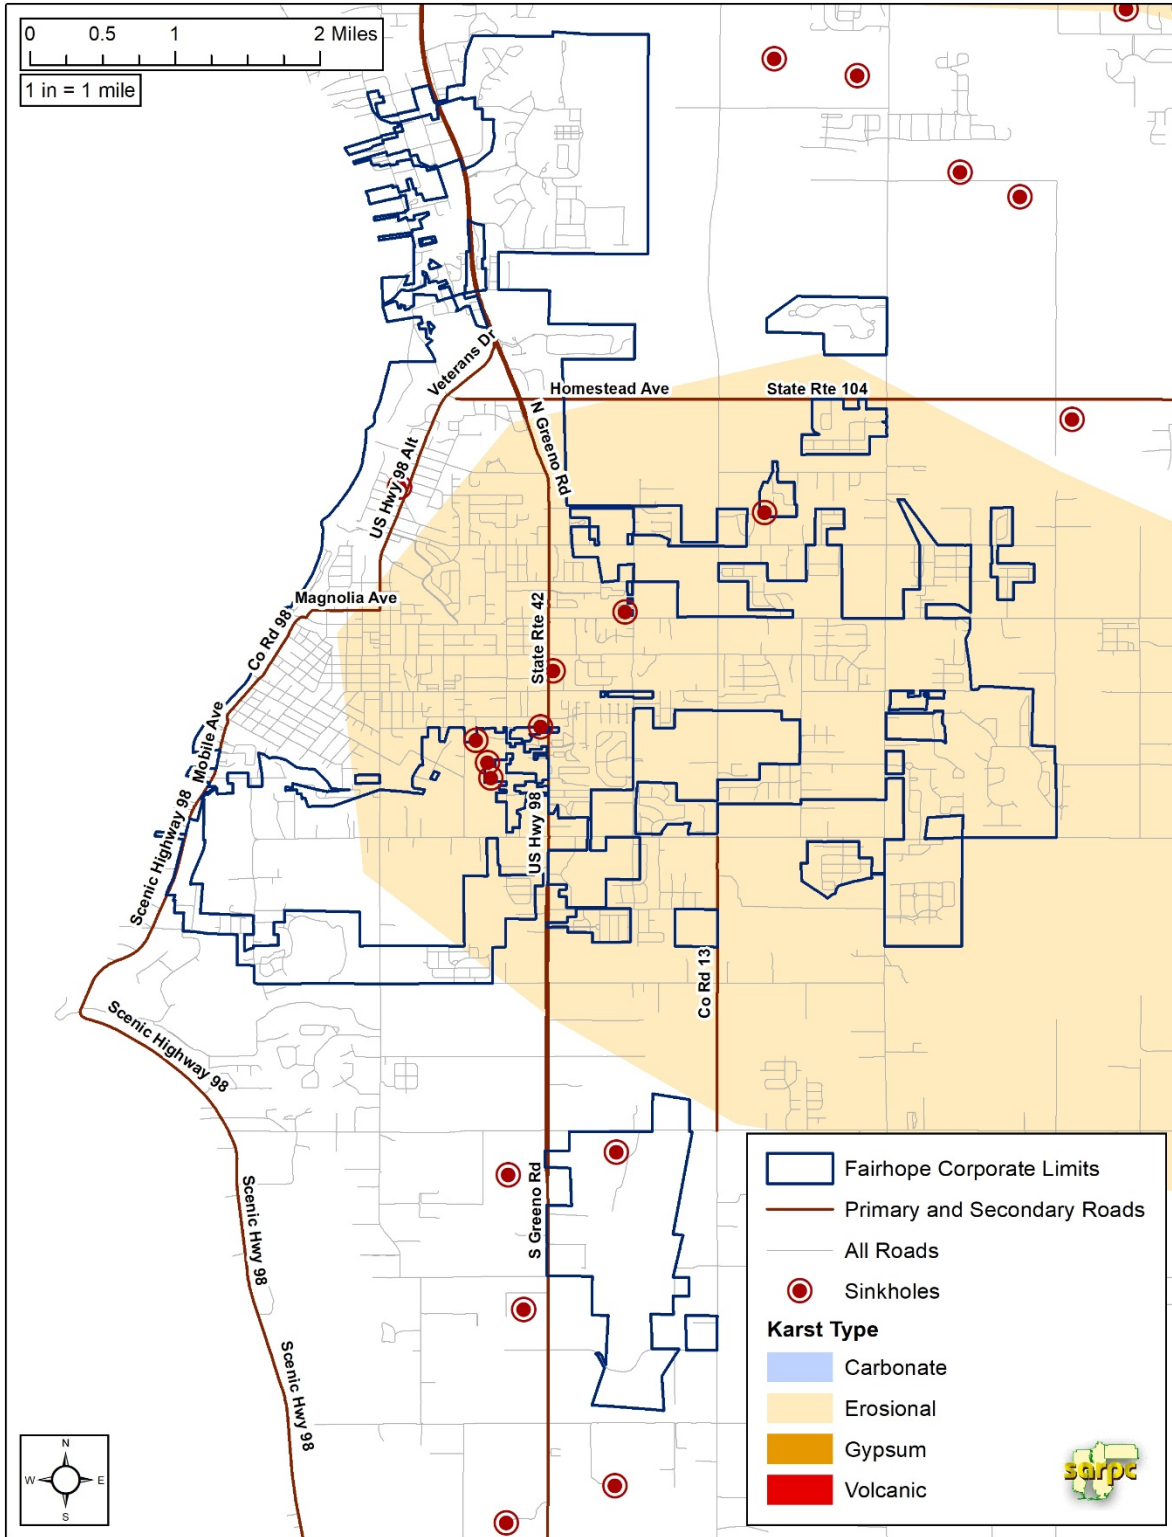 0 0.5 1 2 Miles
1 in = 1 mile
Veterans Dr
Homestead Ave
State Rte 104
N Greeno Rd
US Hwy 98 Alt
Magnolia Ave
State Rte 42
Co Rd 98
Mobile Ave
Scenic Highway 98
US Hwy 98
Co Rd 13
Scenic Highway 98
S Greeno Rd
Scenic Hwy 98
Scenic Hwy 98
Fairhope Corporate Limits
Primary and Secondary Roads
All Roads
Sinkholes
Karst Type
Carbonate
Erosional
Gypsum
Volcanic
sarpc
N
W E
S